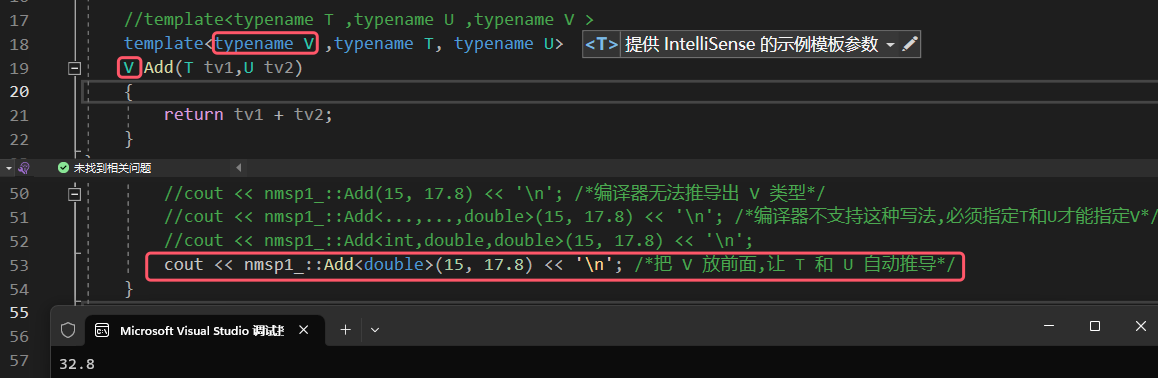 17 //template<typename T ,typename U ,typename V >
18 template<typename V ,typename T, typename U> <T> 提供 IntelliSense 的示例模板参数
19 V Add(T tv1,U tv2)
20 {
21 return tv1 + tv2;
22 }
未找到相关问题
50 //cout << nmsp1_::Add(15, 17.8) << '\n'; /*编译器无法推导出 V 类型*/
51 //cout << nmsp1_::Add<...,...,double>(15, 17.8) << '\n'; /*编译器不支持这种写法,必须指定T和U才能指定V*/
52 //cout << nmsp1_::Add<int,double,double>(15, 17.8) << '\n';
53 cout << nmsp1_::Add<double>(15, 17.8) << '\n'; /*把 V 放前面,让 T 和 U 自动推导*/
54 }
55
56 Microsoft Visual Studio 调试
57 32.8